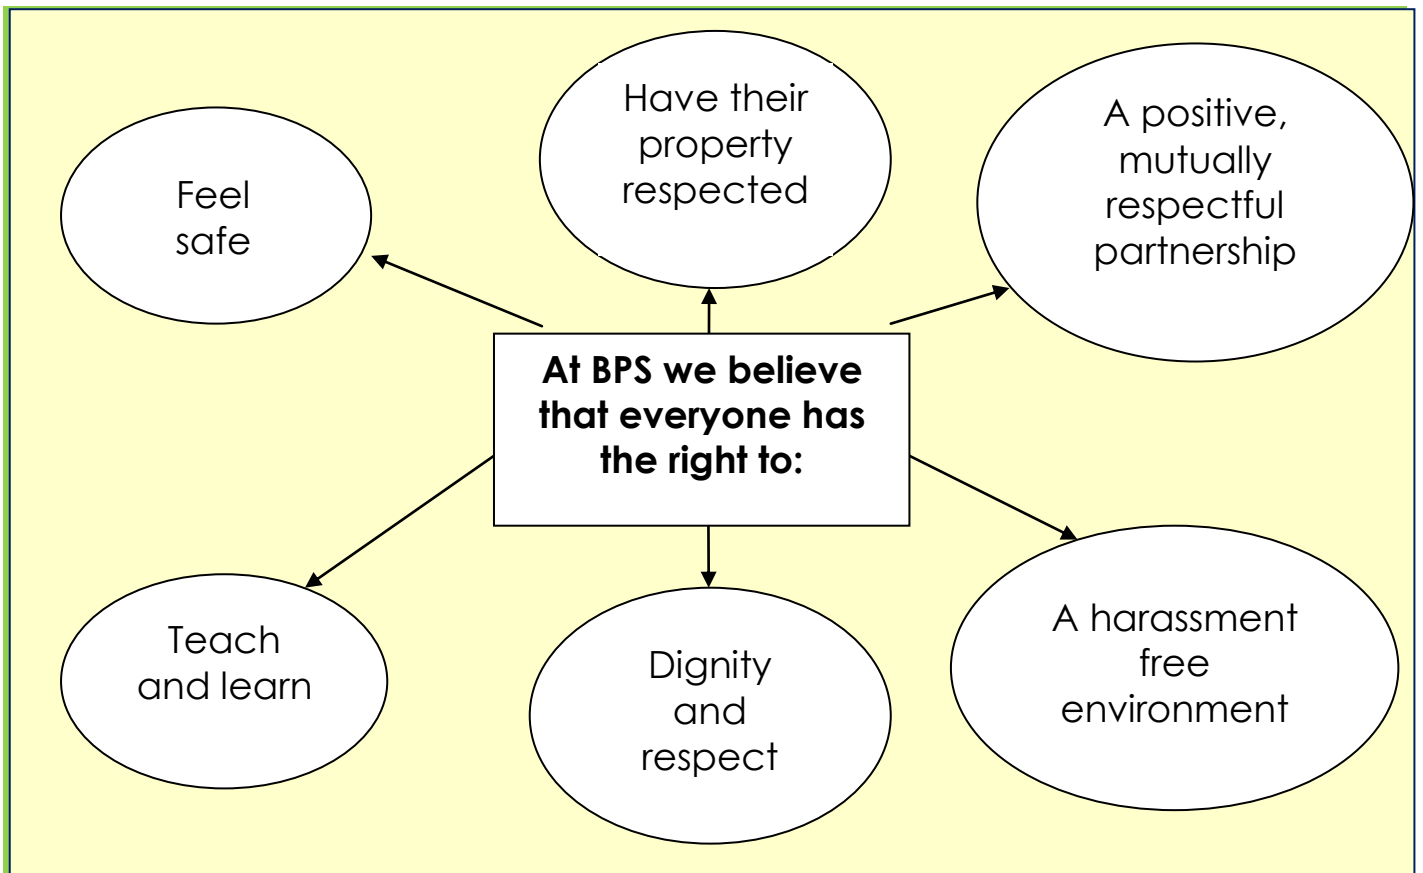 Feel
safe
Have their
property
respected
A positive,
mutually
respectful
partnership
At BPS we believe
that everyone has
the right to:
Teach
and learn
Dignity
and
respect
A harassment
free
environment